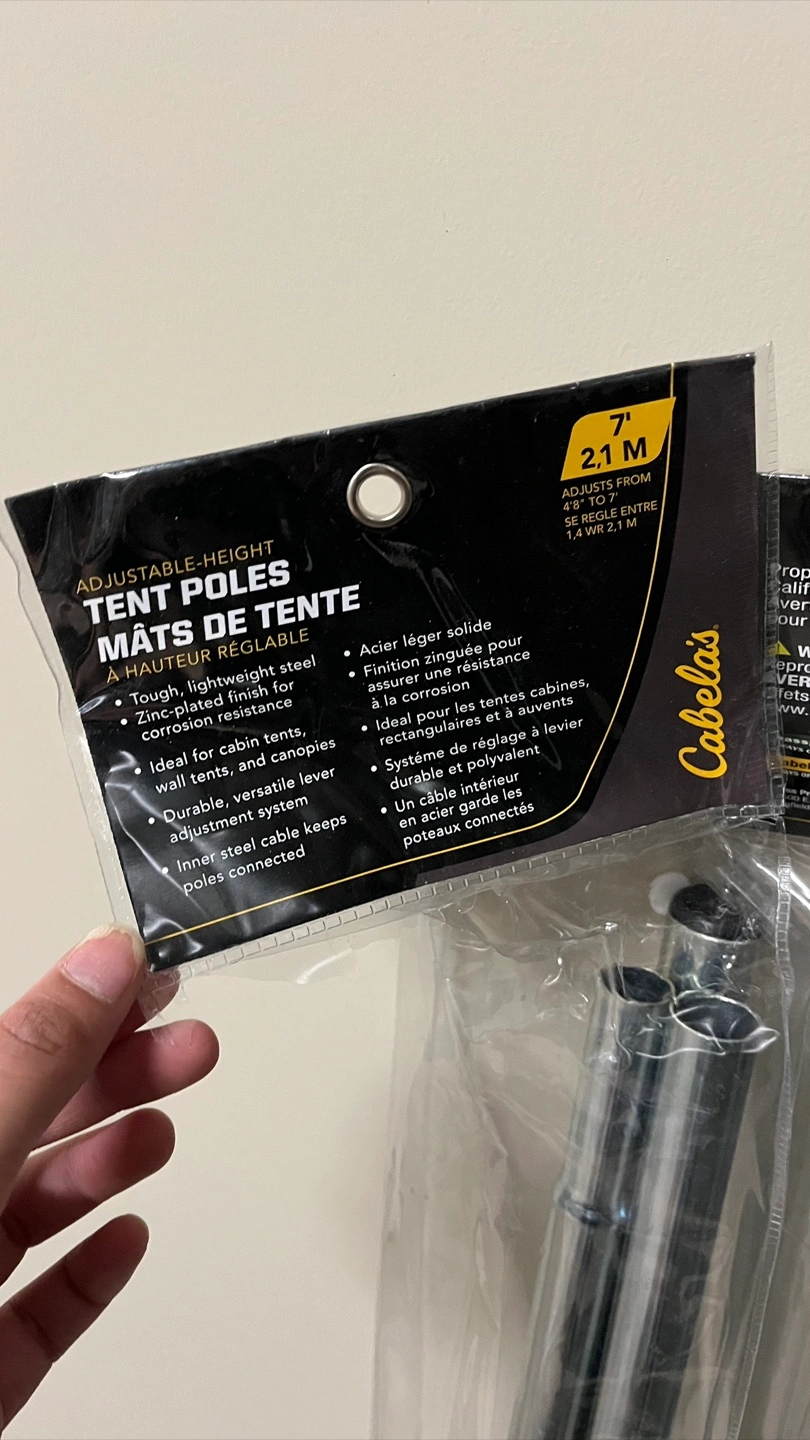 7'
2,1 M
ADJUSTS FROM
4'8" TO 7'
SE REGLE ENTRE
1,4 WR 2,1 M
ADJUSTABLE-HEIGHT
TENT POLES
MÂTS DE TENTE
À HAUTEUR RÉGLABLE
• Tough, lightweight steel
• Zinc-plated finish for
corrosion resistance
• Ideal for cabin tents,
wall tents, and canopies
• Durable, versatile lever
adjustment system
• Inner steel cable keeps
poles connected
• Acier léger solide
• Finition zinguée pour
assurer une résistance
à la corrosion
• Ideal pour les tentes cabines,
rectangulaires et à auvents
• Systéme de réglage à levier
durable et polyvalent
• Un câble intérieur
en acier garde les
poteaux connectés
Cabela's